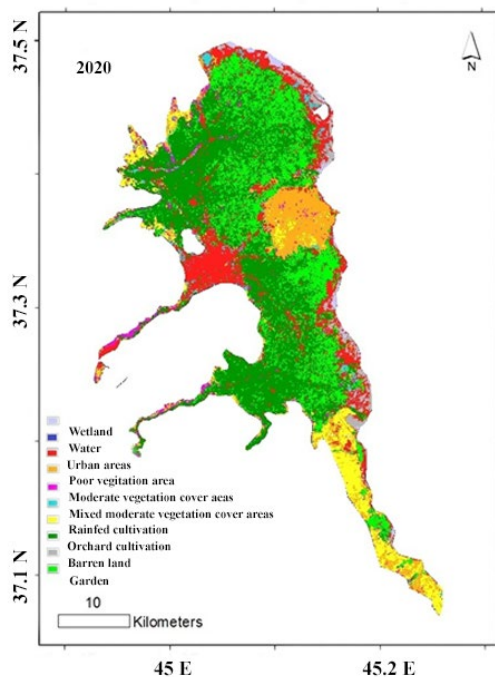 37.5 N
2020
N
37.3 N
Wetland
Water
Urban areas
Poor vegitation area
Moderate vegetation cover aeas
Mixed moderate vegetation cover areas
Rainfed cultivation
Orchard cultivation
Barren land
Garden
37.1 N
10
Kilometers
45 E
45.2 E